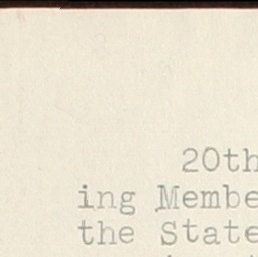 20th
ing Membe
the State